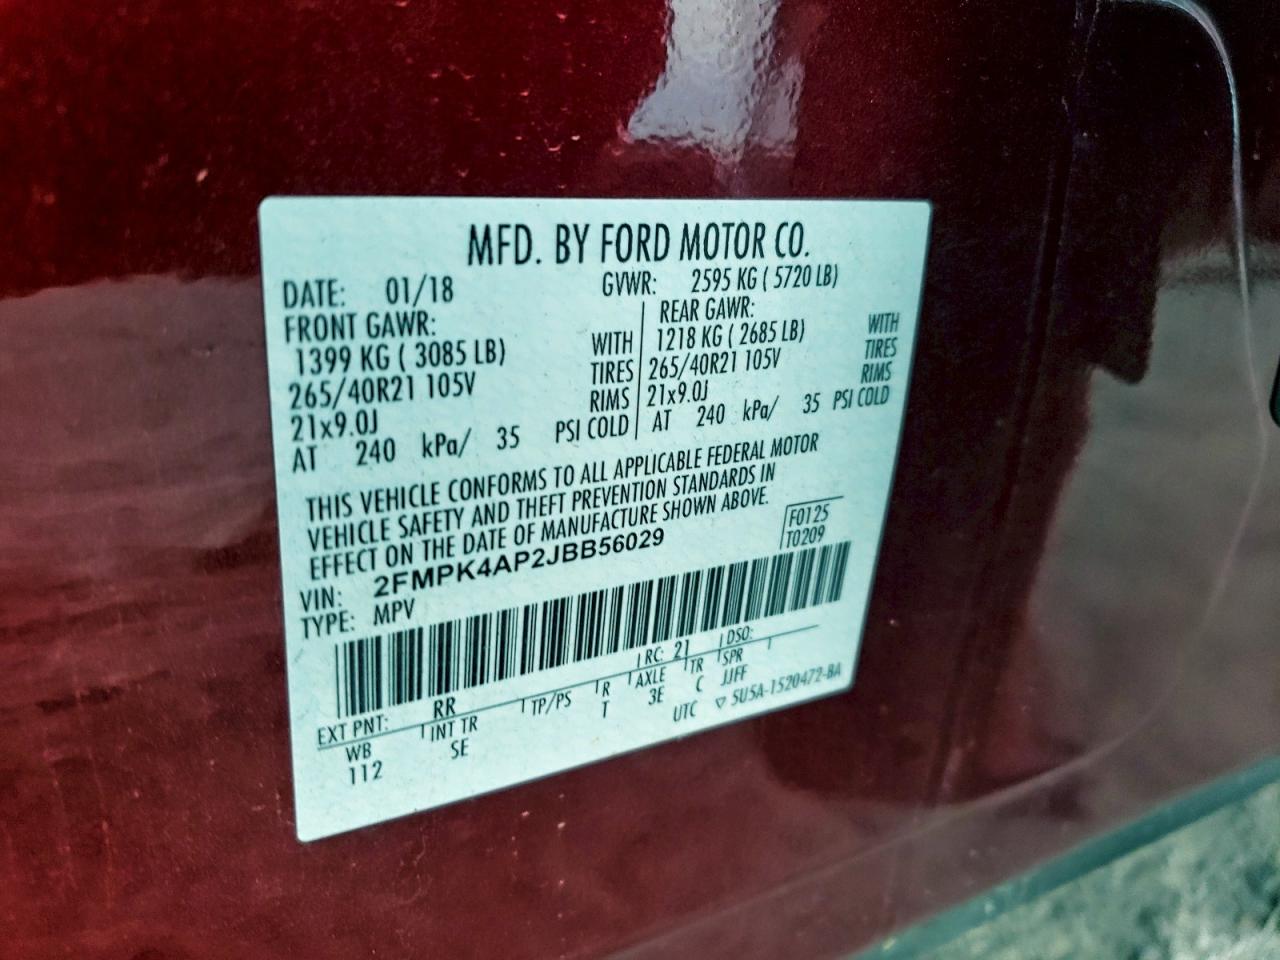 MFD. BY FORD MOTOR CO.
DATE: 01/18 GVWR: 2595 KG ( 5720 LB)
FRONT GAWR: REAR GAWR:
1399 KG ( 3085 LB) WITH 1218 KG ( 2685 LB) WITH
265/40R21 105V TIRES 265/40R21 105V TIRES
21x9.0J RIMS 21x9.0J RIMS
AT 240 kPa/ 35 PSI COLD AT 240 kPa/ 35 PSI COLD
THIS VEHICLE CONFORMS TO ALL APPLICABLE FEDERAL MOTOR
VEHICLE SAFETY AND THEFT PREVENTION STANDARDS IN
EFFECT ON THE DATE OF MANUFACTURE SHOWN ABOVE.
F0125
T0209
VIN: 2FMPK4AP2JBB56029
TYPE: MPV
EXT PNT: RR RC: 21 DSO:
WB INT TR TP/PS R AXLE TR SPR
112 SE T 3E C JJFF
UTC ▽ 5U5A-1520472-BA